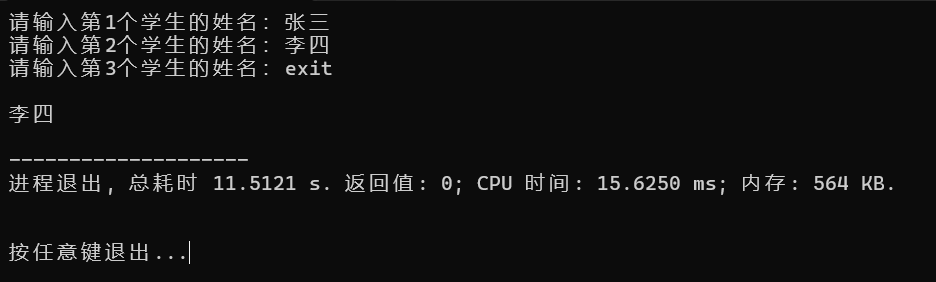 请输入第1个学生的姓名: 张三
请输入第2个学生的姓名: 李四
请输入第3个学生的姓名: exit
李四
--------------------
进程退出, 总耗时 11.5121 s. 返回值: 0; CPU 时间: 15.6250 ms; 内存: 564 KB.
按任意键退出...